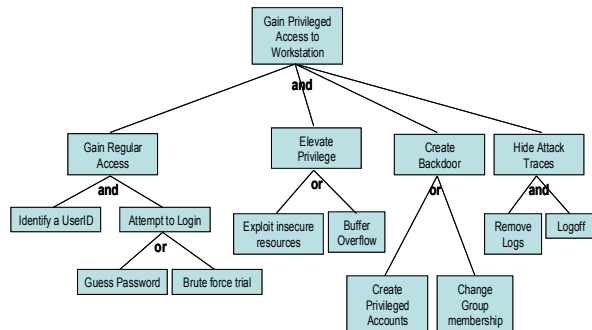 Gain Privileged
Access to
Workstation
and
Gain Regular
Access
Elevate
Privilege
Create
Backdoor
Hide Attack
Traces
and
or
or
and
Identify a UserID
Attempt to Login
Exploit insecure
resources
Buffer
Overflow
Remove
Logs
Logoff
or
Guess Password
Brute force trial
Create
Privileged
Accounts
Change
Group
membership